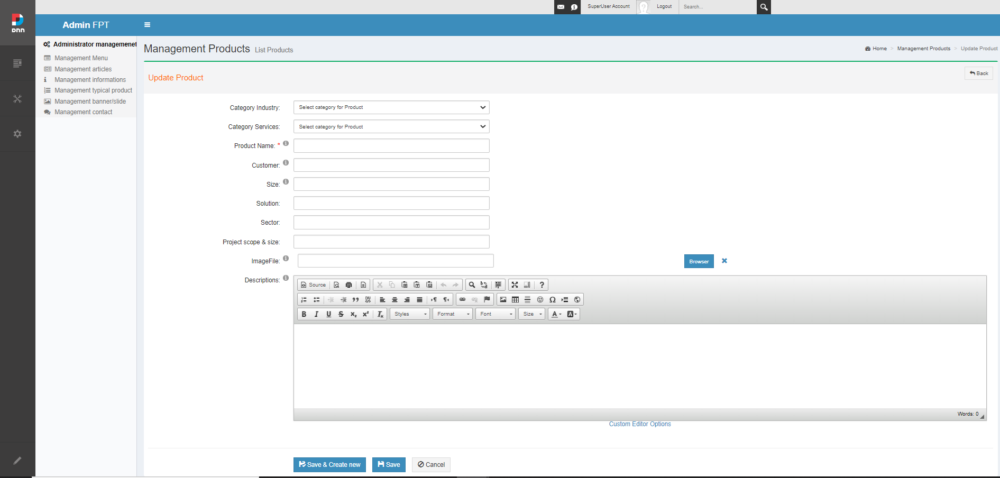 SuperUser Account
Logout
Search...
DNN
Admin FPT
Administrator managemenet
Management Menu
Management articles
Management informations
Management typical product
Management banner/slide
Management contact
Management Products List Products
Home > Management Products > Update Product
Update Product
Back
Category Industry: Select category for Product
Category Services: Select category for Product
Product Name: *
Customer:
Size:
Solution:
Sector:
Project scope & size:
ImageFile:
Browser
Descriptions:
Source
B I U S x₂ x² Tx Styles Format Font Size A A
Words: 0
Custom Editor Options
Save & Create new
Save
Cancel